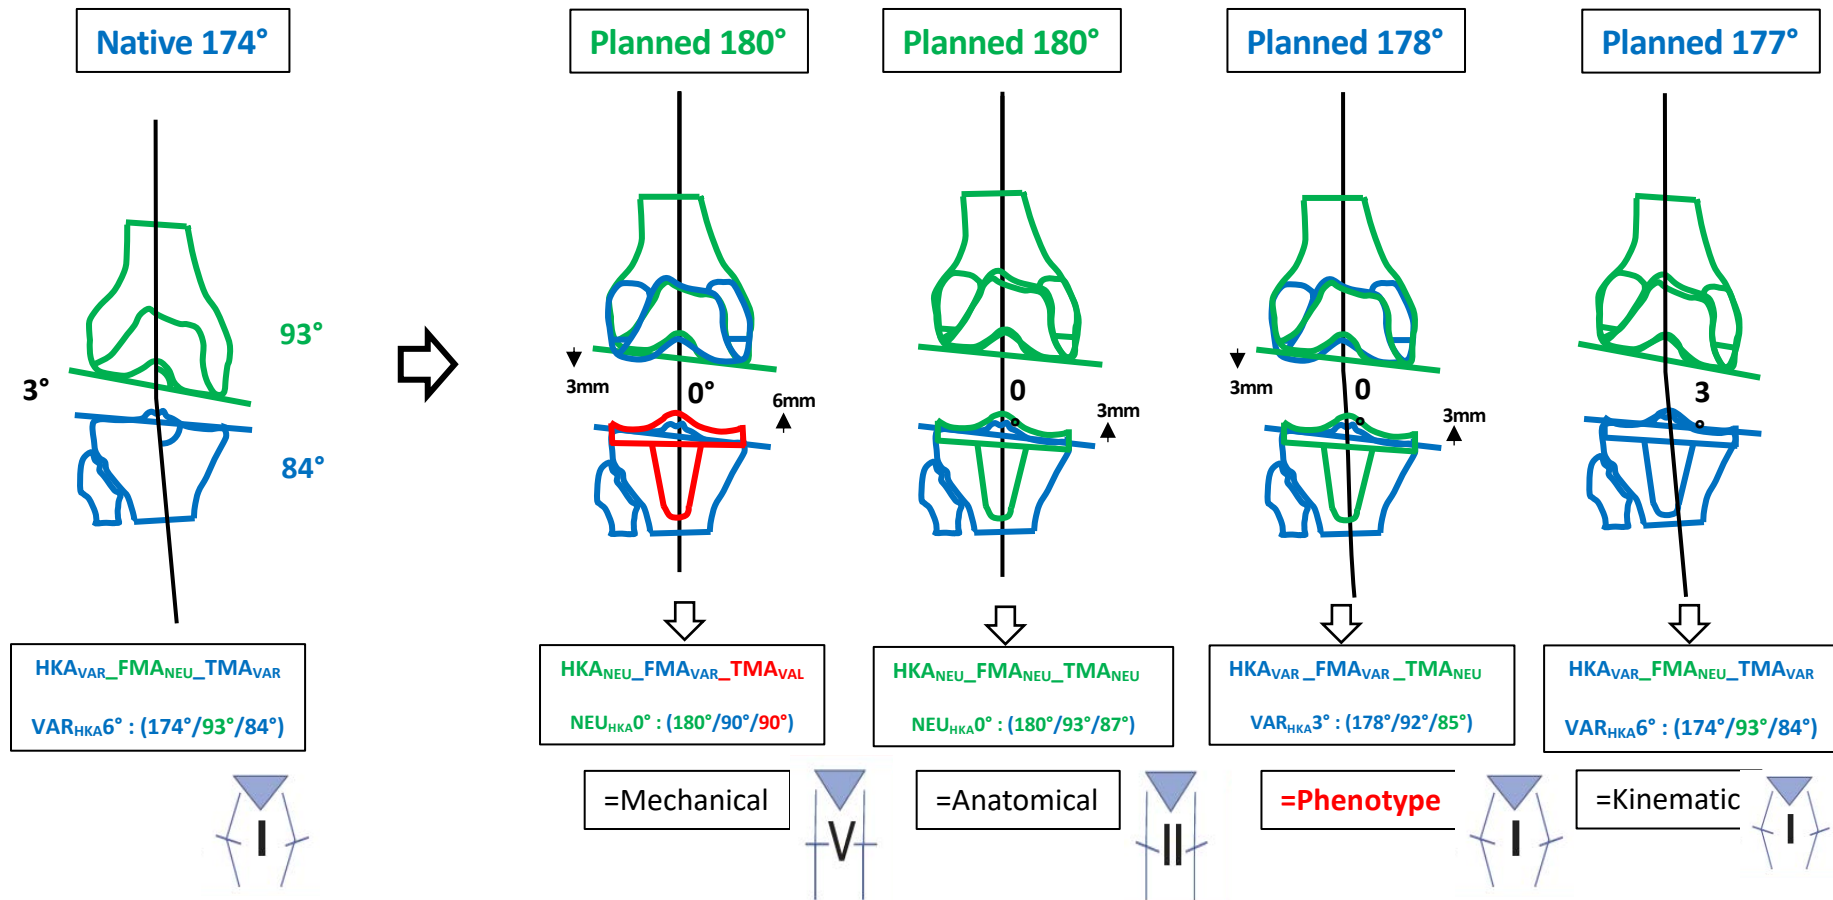 Native 174°
Planned 180°
Planned 180°
Planned 178°
Planned 177°
93°
3°
84°
3mm
0°
6mm
0
3mm
3mm
0
3mm
3
HKAVAR_FMANEU_TMAVAR
VARHKA6° : (174°/93°/84°)
HKANEU_FMAVAR_TMAVAL
NEUHKA0° : (180°/90°/90°)
HKANEU_FMANEU_TMANEU
NEUHKA0° : (180°/93°/87°)
HKAVAR_FMAVAR_TMANEU
VARHKA3° : (178°/92°/85°)
HKAVAR_FMANEU_TMAVAR
VARHKA6° : (174°/93°/84°)
I
=Mechanical
V
=Anatomical
II
=Phenotype
I
=Kinematic
I